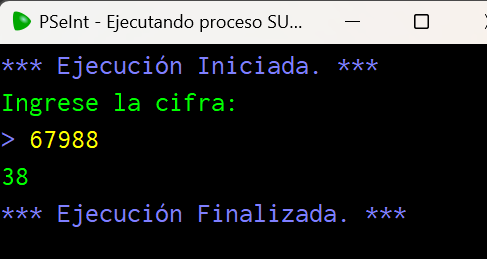 PSeInt - Ejecutando proceso SU...
*** Ejecución Iniciada. ***
Ingrese la cifra:
> 67988
38
*** Ejecución Finalizada. ***